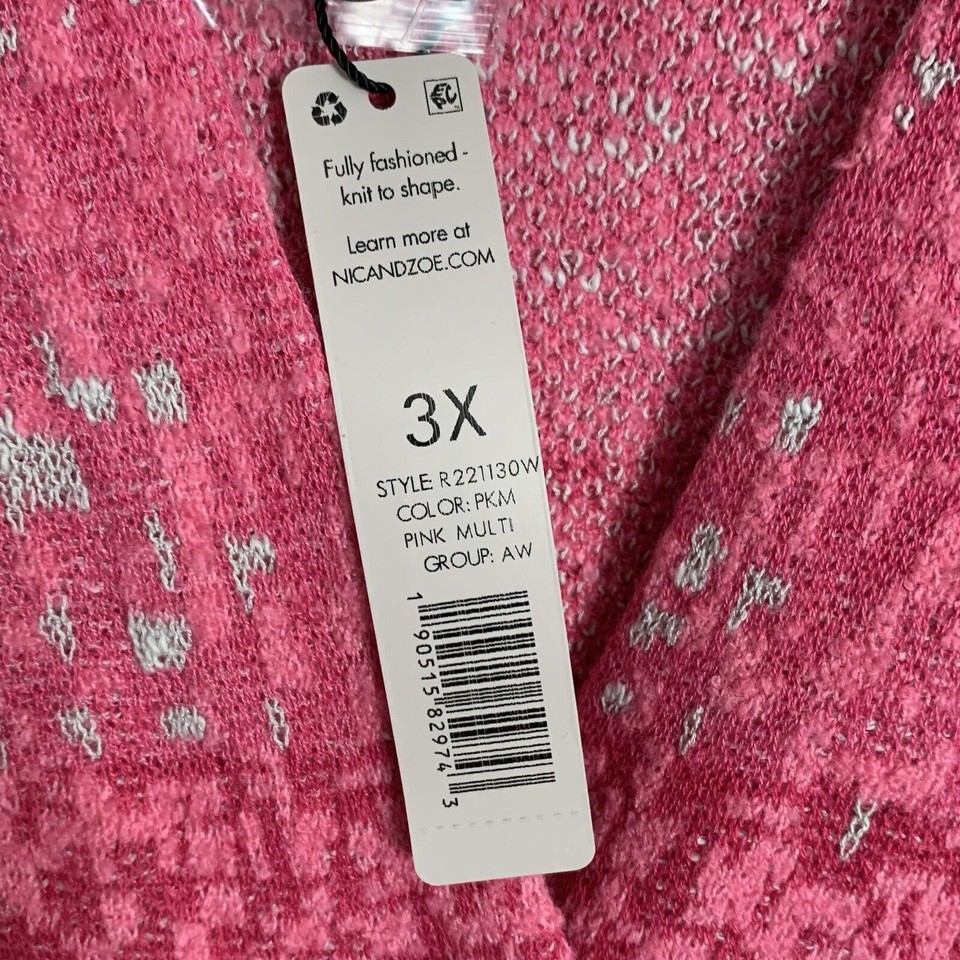 Fully fashioned -
knit to shape.
Learn more at
NICANDZOE.COM
3X
STYLE: R221130W
COLOR: PKM
PINK MULTI
GROUP: AW
1 90515 82974 3